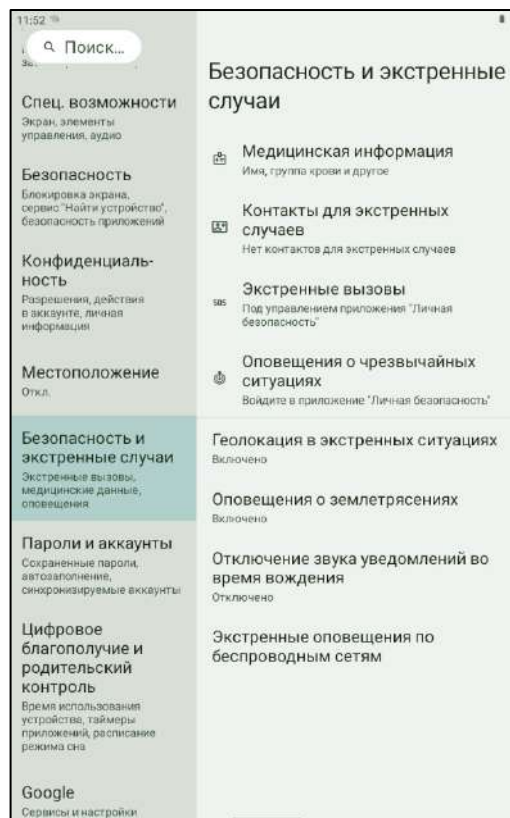 11:52
Поиск...
Спец. возможности
Экран, элементы
управления, аудио
Безопасность
Блокировка экрана,
сервис "Найти устройство",
безопасность приложений
Конфиденциаль-
ность
Разрешения, действия
в аккаунте, личная
информация
Местоположение
Откл.
Безопасность и
экстренные случаи
Экстренные вызовы,
медицинские данные,
оповещения
Пароли и аккаунты
Сохраненные пароли,
автозаполнение,
синхронизируемые аккаунты
Цифровое
благополучие и
родительский
контроль
Время использования
устройства, таймеры
приложений, расписание
режима сна
Google
Сервисы и настройки
Безопасность и экстренные
случаи
Медицинская информация
Имя, группа крови и другое
Контакты для экстренных
случаев
Нет контактов для экстренных случаев
SOS
Экстренные вызовы
Под управлением приложения "Личная
безопасность"
Оповещения о чрезвычайных
ситуациях
Войдите в приложение "Личная безопасность"
Геолокация в экстренных ситуациях
Включено
Оповещения о землетрясениях
Включено
Отключение звука уведомлений во
время вождения
Отключено
Экстренные оповещения по
беспроводным сетям